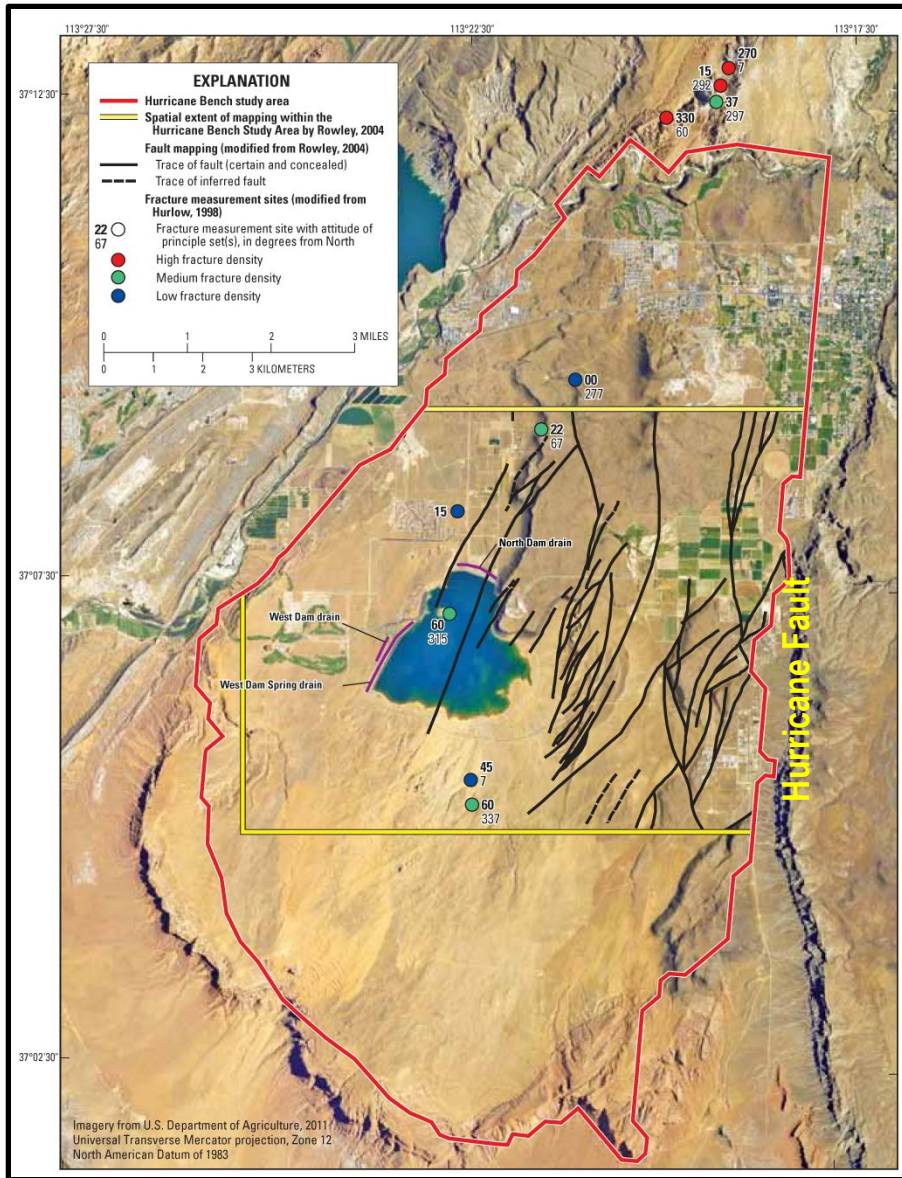 113°27'30"
113°22'30"
113°17'30"
37°12'30"
37°07'30"
37°02'30"
EXPLANATION
Hurricane Bench study area
Spatial extent of mapping within the
Hurricane Bench Study Area by Rowley, 2004
Fault mapping (modified from Rowley, 2004)
Trace of fault (certain and concealed)
Trace of inferred fault
Fracture measurement sites (modified from
Hurlow, 1998)
22
67
Fracture measurement site with attitude of
principle set(s), in degrees from North
High fracture density
Medium fracture density
Low fracture density
0 1 2 3 MILES
0 1 2 3 KILOMETERS
270
7
15
292
37
297
330
60
00
277
22
67
15
North Dam drain
60
315
West Dam drain
West Dam Spring drain
45
7
60
337
Hurricane Fault
Imagery from U.S. Department of Agriculture, 2011
Universal Transverse Mercator projection, Zone 12
North American Datum of 1983